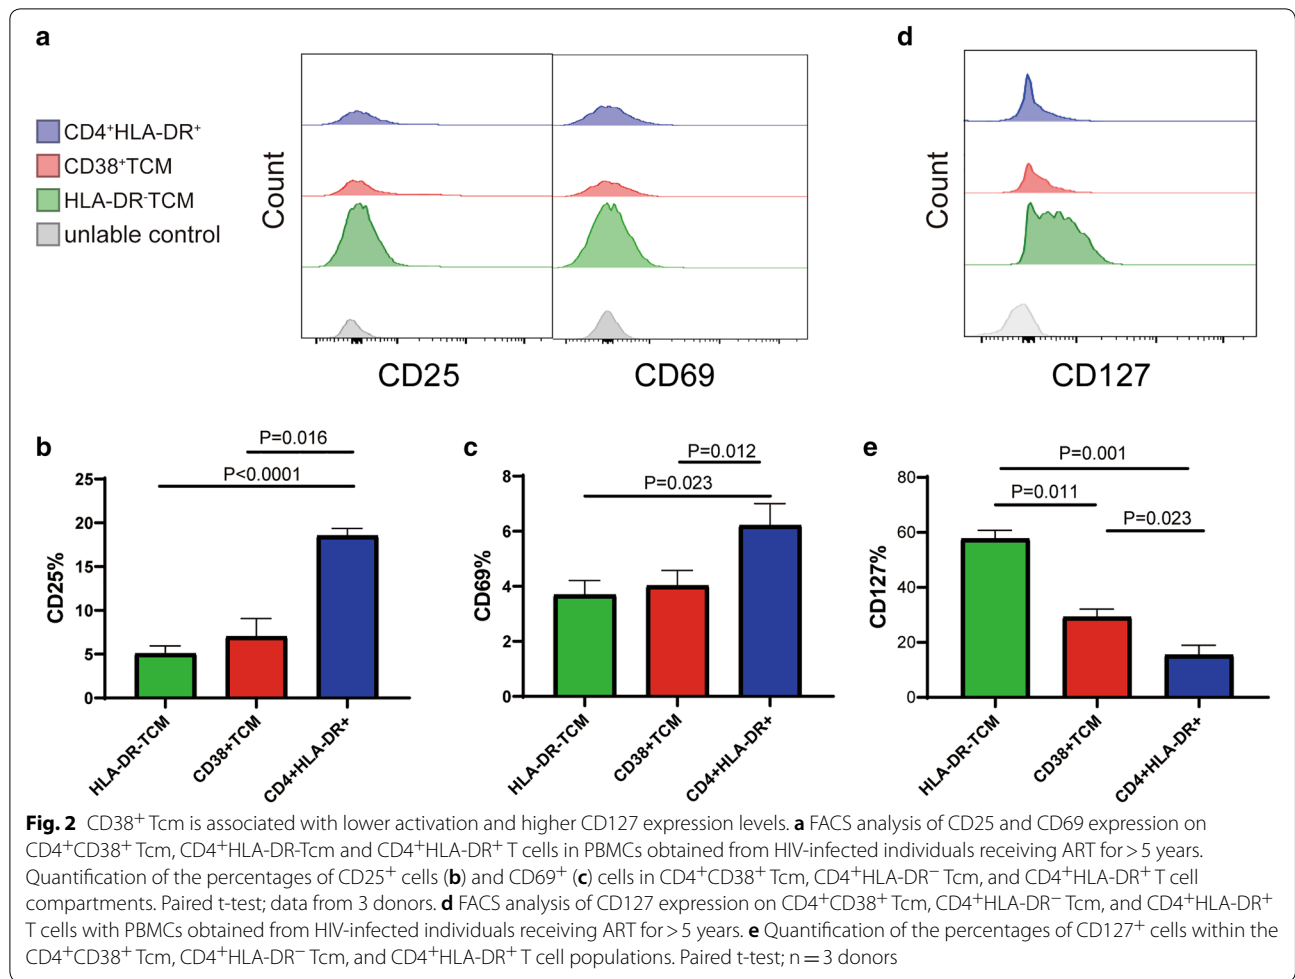 a
d
CD4⁺HLA-DR⁺
CD38⁺TCM
HLA-DR⁻TCM
unlable control
Count
CD25
CD69
Count
CD127
b
P=0.016
P<0.0001
25
20
15
10
5
0
CD25%
HLA-DR-TCM
CD38+TCM
CD4+HLA-DR+
c
P=0.012
P=0.023
8
6
4
2
0
CD69%
HLA-DR-TCM
CD38+TCM
CD4+HLA-DR+
e
P=0.001
P=0.011
P=0.023
80
60
40
20
0
CD127%
HLA-DR-TCM
CD38+TCM
CD4+HLA-DR+
Fig. 2 CD38⁺ Tcm is associated with lower activation and higher CD127 expression levels. a FACS analysis of CD25 and CD69 expression on
CD4⁺CD38⁺ Tcm, CD4⁺HLA-DR-Tcm and CD4⁺HLA-DR⁺ T cells in PBMCs obtained from HIV-infected individuals receiving ART for > 5 years.
Quantification of the percentages of CD25⁺ cells (b) and CD69⁺ (c) cells in CD4⁺CD38⁺ Tcm, CD4⁺HLA-DR⁻ Tcm, and CD4⁺HLA-DR⁺ T cell
compartments. Paired t-test; data from 3 donors. d FACS analysis of CD127 expression on CD4⁺CD38⁺ Tcm, CD4⁺HLA-DR⁻ Tcm, and CD4⁺HLA-DR⁺
T cells with PBMCs obtained from HIV-infected individuals receiving ART for > 5 years. e Quantification of the percentages of CD127⁺ cells within the
CD4⁺CD38⁺ Tcm, CD4⁺HLA-DR⁻ Tcm, and CD4⁺HLA-DR⁺ T cell populations. Paired t-test; n = 3 donors